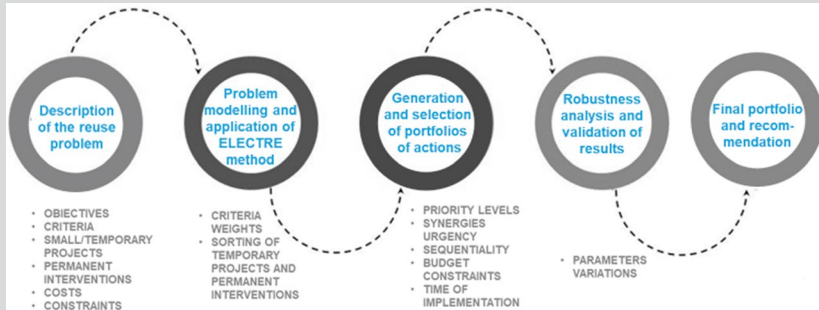 Description
of the reuse
problem
Problem
modelling and
application of
ELECTRE
method
Generation
and selection
of portfolios
of actions
Robustness
analysis and
validation of
results
Final portfolio
and recom-
mendation
• OBIECTIVES
• CRITERIA
• SMALL/TEMPORARY
PROJECTS
• PERMANENT
INTERVENTIONS
• COSTS
• CONSTRAINTS
• CRITERIA
WEIGHTS
• SORTING OF
TEMPORARY
PROJECTS AND
PERMANENT
INTERVENTIONS
• PRIORITY LEVELS
• SYNERGIES
URGENCY
• SEQUENTIALITY
• BUDGET
CONSTRAINTS
• TIME OF
IMPLEMENTATION
• PARAMETERS
VARIATIONS